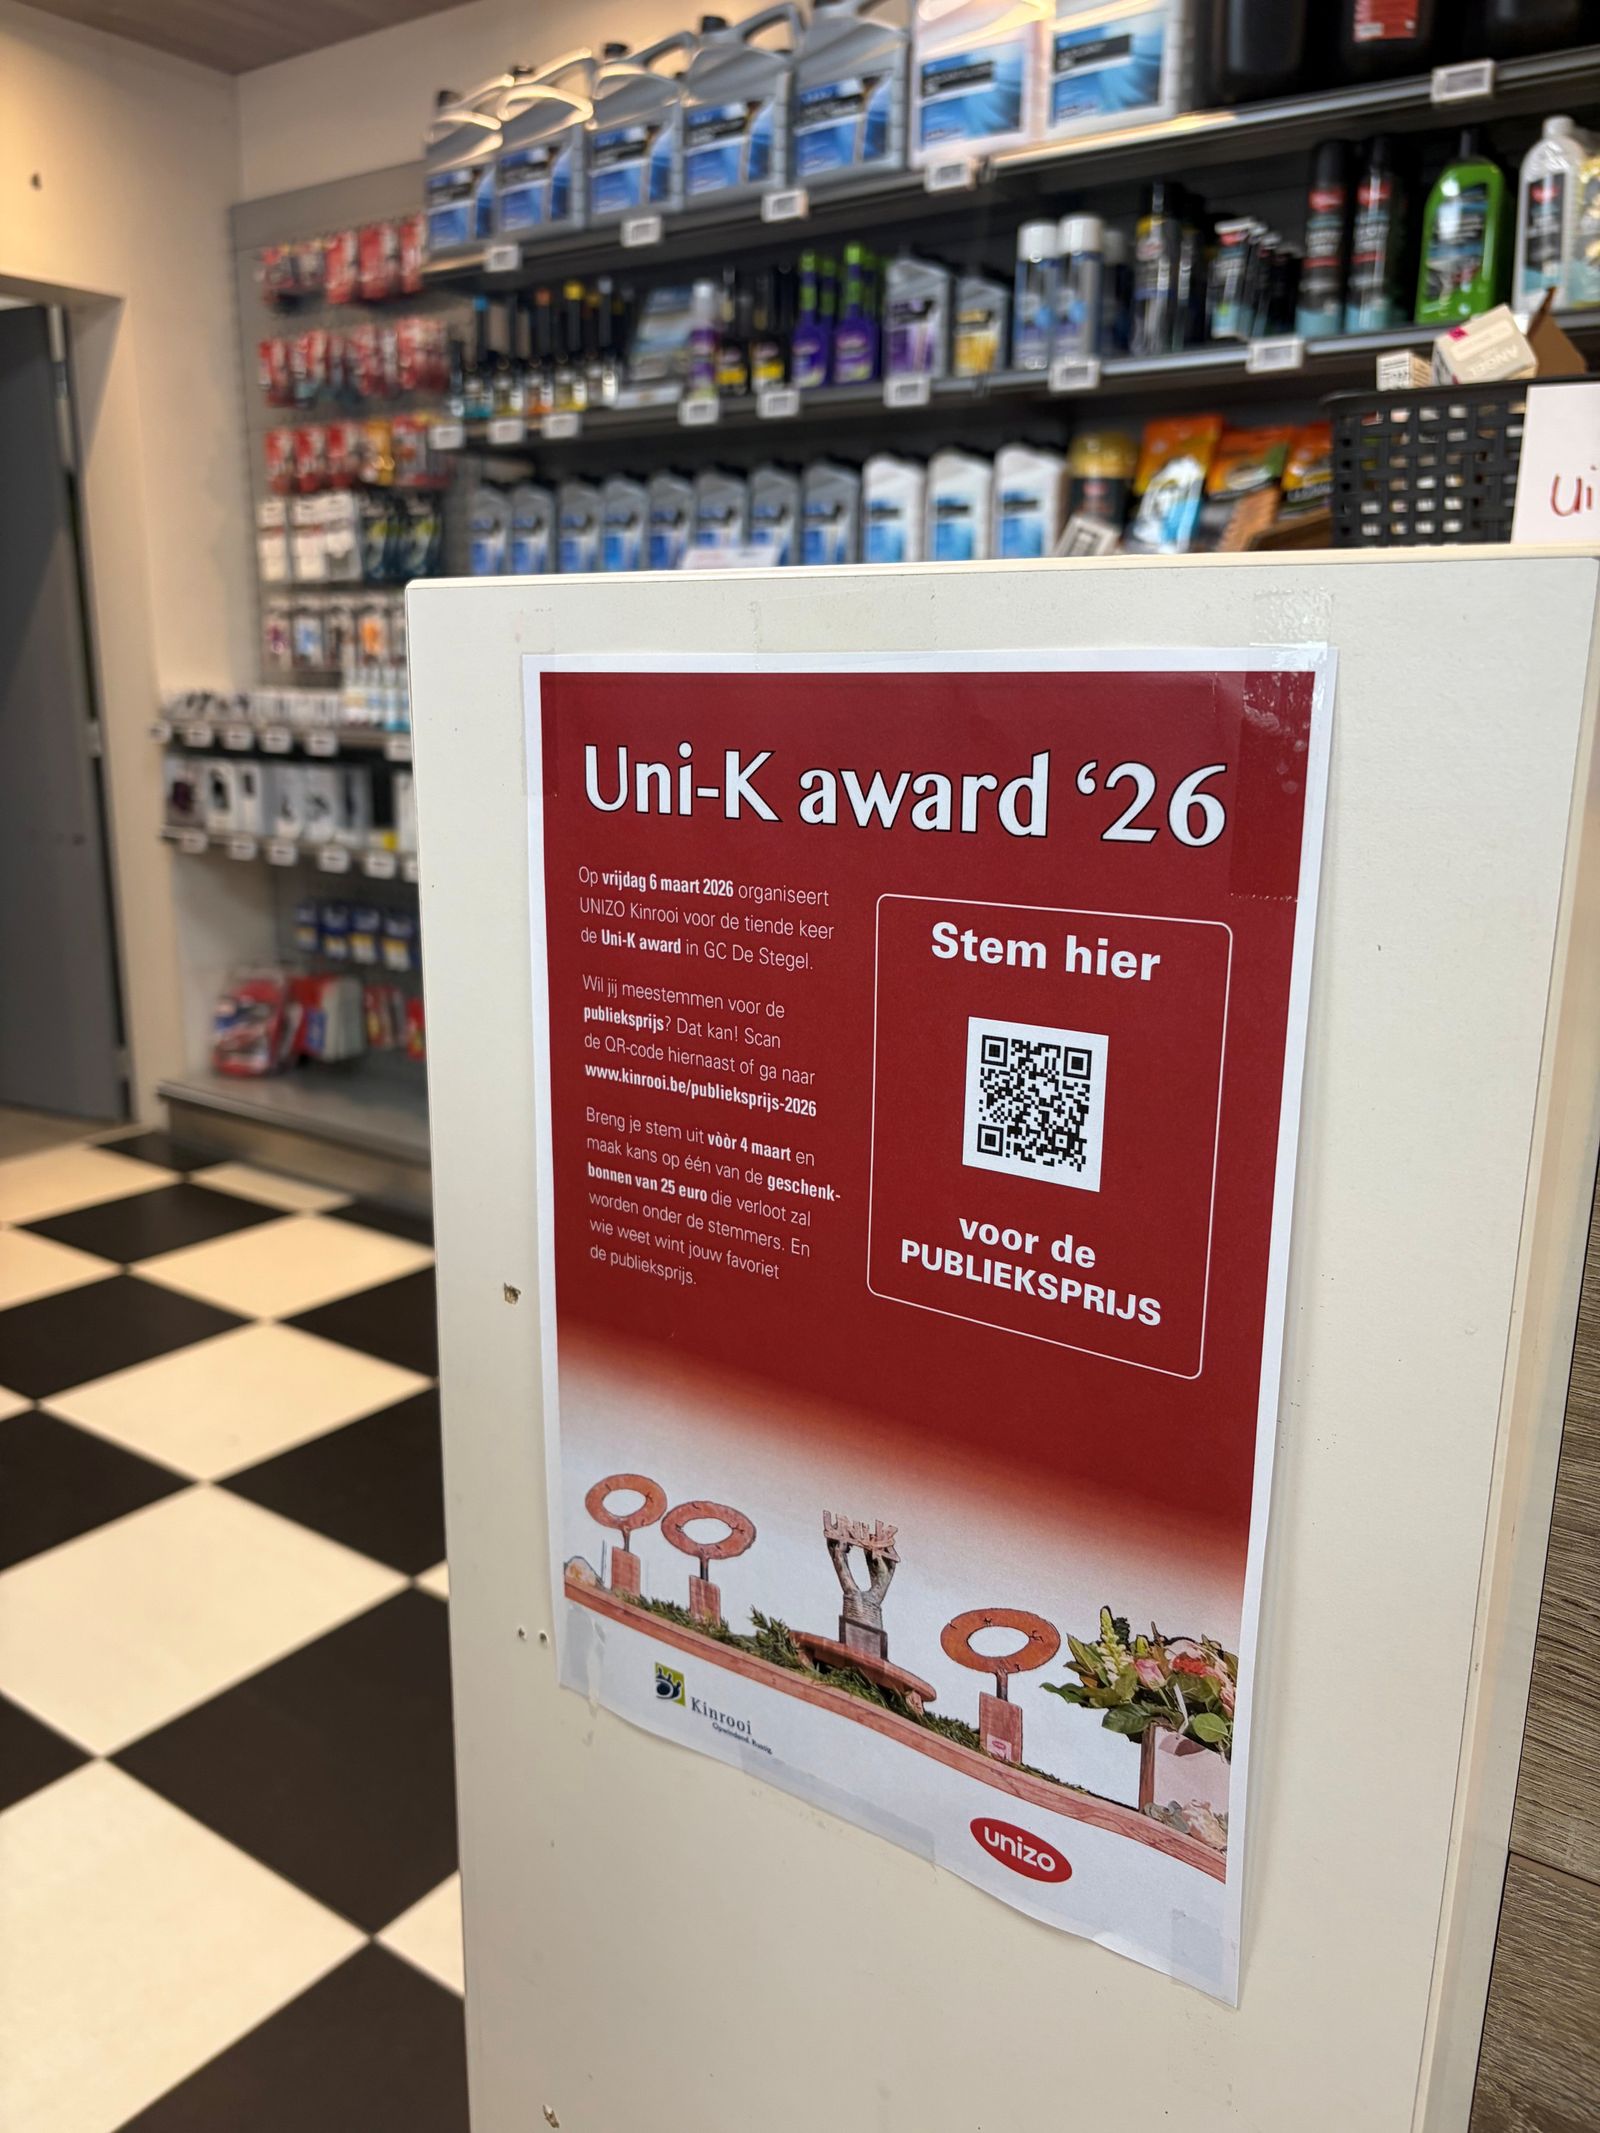 Ui
Uni-K award ‘26
Op vrijdag 6 maart 2026 organiseert
UNIZO Kinrooi voor de tiende keer
de Uni-K award in GC De Stegel.
Wil jij meestemmen voor de
publieksprijs? Dat kan! Scan
de QR-code hiernaast of ga naar
www.kinrooi.be/publieksprijs-2026
Breng je stem uit vòòr 4 maart en
maak kans op één van de geschenk-
bonnen van 25 euro die verloot zal
worden onder de stemmers. En
wie weet wint jouw favoriet
de publieksprijs.
Stem hier
voor de
PUBLIEKSPRIJS
UNI-K
Kinrooi
unizo